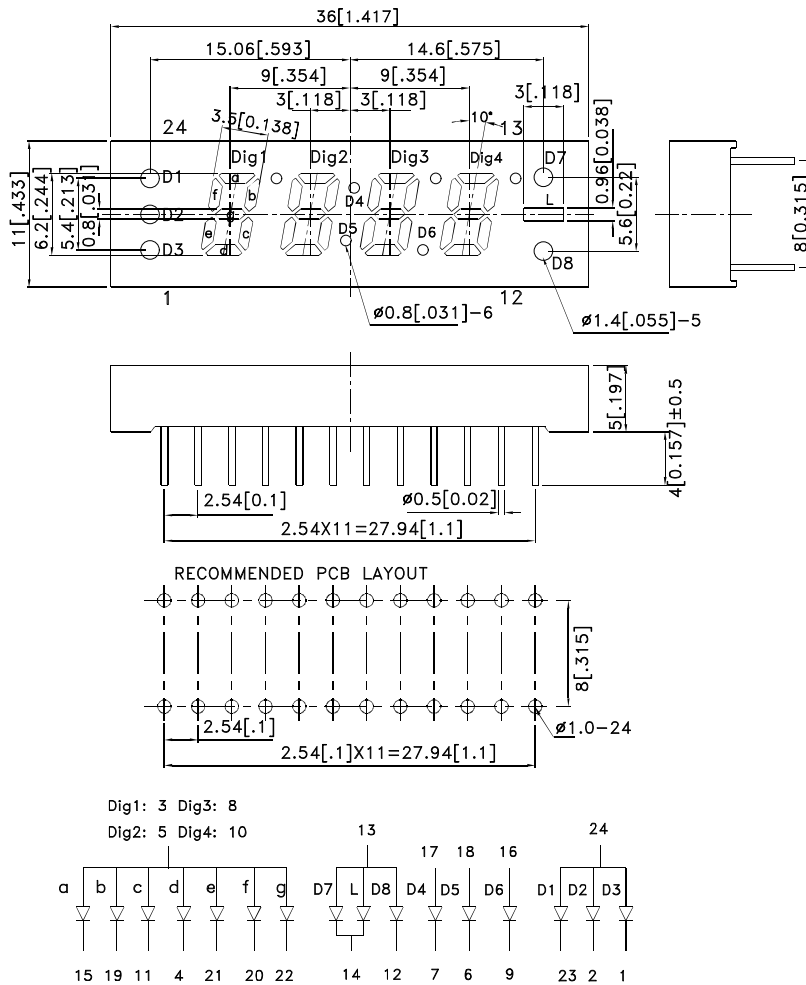 36[1.417]
15.06[.593] 14.6[.575]
9[.354] 9[.354] 3[.118]
3[.118] 3[.118]
3.5[0.138] 10° 0.96[0.038]
24 13
Dig1 Dig2 Dig3 Dig4 D7
D1 a D4
f b
11[.433] 6.2[.244] 5.4[.213] 0.8[.031] D2 g L 5.6[0.22] 8[0.315]
e c D5 D6
D3 d D8
1 12
ø0.8[.031]-6 ø1.4[.055]-5
5[.197]
4[0.157]±0.5
2.54[0.1] ø0.5[0.02]
2.54X11=27.94[1.1]
RECOMMENDED PCB LAYOUT
8[.315]
2.54[.1] ø1.0-24
2.54[.1]X11=27.94[1.1]
Dig1: 3 Dig3: 8
Dig2: 5 Dig4: 10 13 24
17 18 16
a b c d e f g D7 L D8 D4 D5 D6 D1 D2 D3
15 19 11 4 21 20 22 14 12 7 6 9 23 2 1